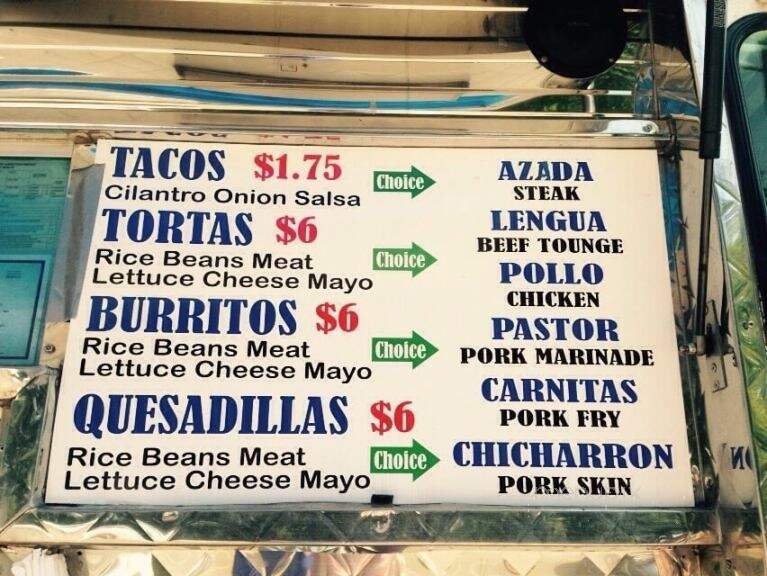 TACOS $1.75
Cilantro Onion Salsa
Choice
TORTAS $6
Rice Beans Meat
Lettuce Cheese Mayo
Choice
BURRITOS $6
Rice Beans Meat
Lettuce Cheese Mayo
Choice
QUESADILLAS $6
Rice Beans Meat
Lettuce Cheese Mayo
Choice
AZADA
STEAK
LENGUA
BEEF TOUNGE
POLLO
CHICKEN
PASTOR
PORK MARINADE
CARNITAS
PORK FRY
CHICHARRON
PORK SKIN